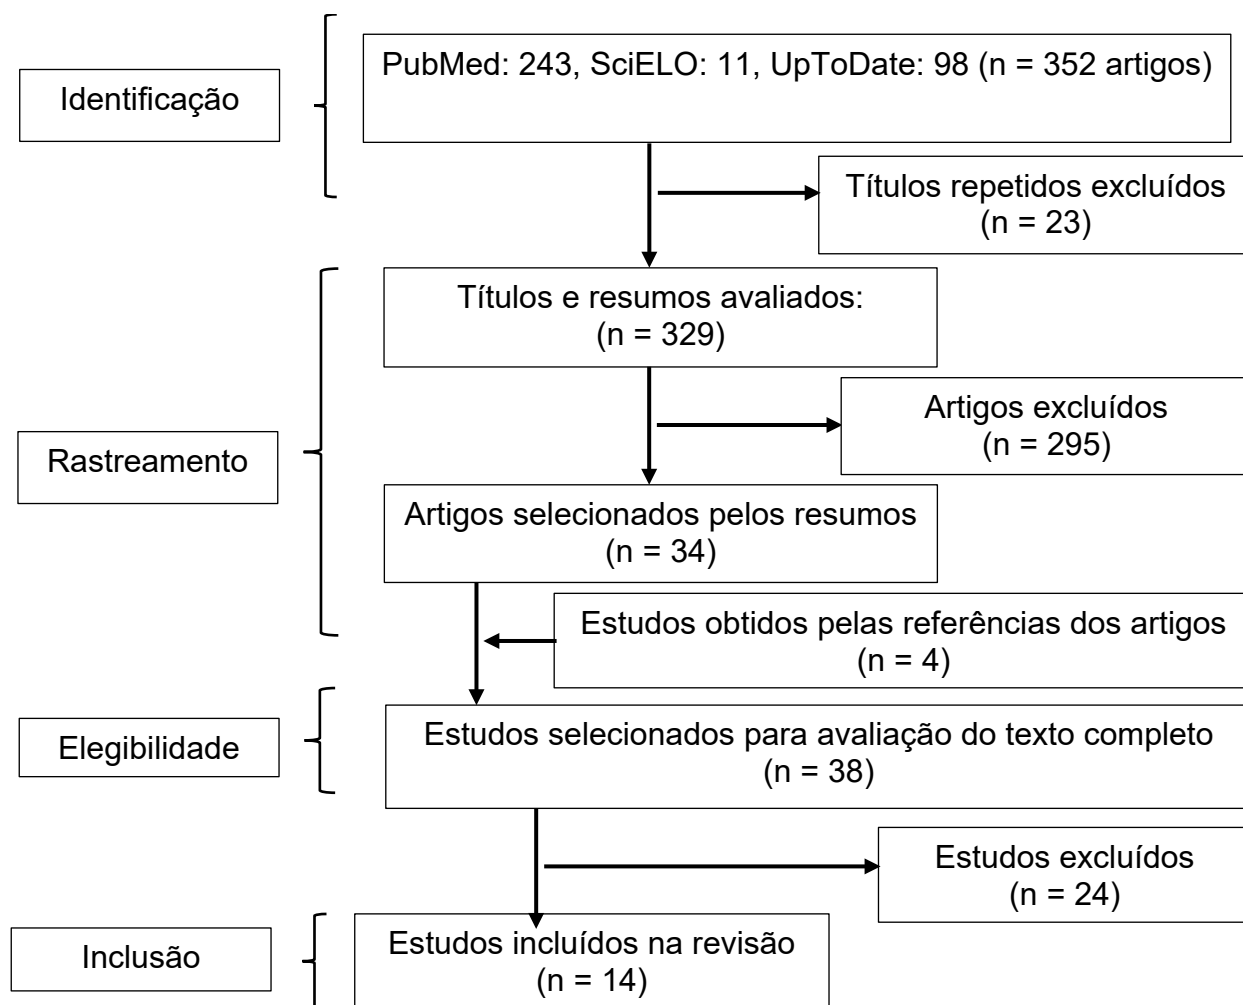 Identificação
PubMed: 243, SciELO: 11, UpToDate: 98 (n = 352 artigos)
Títulos repetidos excluídos
(n = 23)
Títulos e resumos avaliados:
(n = 329)
Artigos excluídos
(n = 295)
Rastreamento
Artigos selecionados pelos resumos
(n = 34)
Estudos obtidos pelas referências dos artigos
(n = 4)
Elegibilidade
Estudos selecionados para avaliação do texto completo
(n = 38)
Estudos excluídos
(n = 24)
Inclusão
Estudos incluídos na revisão
(n = 14)